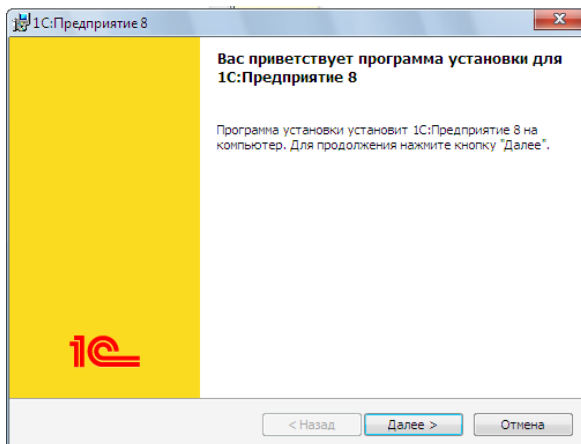 1С:Предприятие 8
Вас приветствует программа установки для
1С:Предприятие 8
Программа установки установит 1С:Предприятие 8 на
компьютер. Для продолжения нажмите кнопку "Далее".
1С
< Назад
Далее >
Отмена